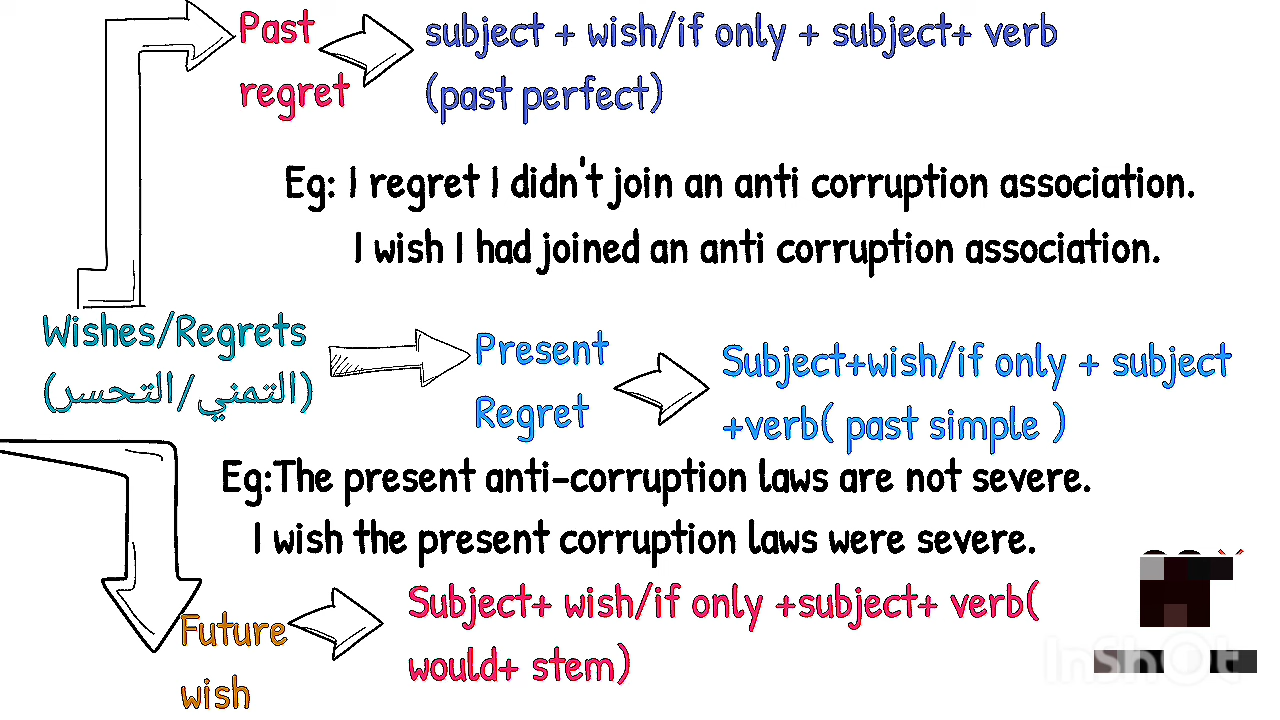 Past
regret
subject + wish/if only + subject+ verb
(past perfect)
Eg: I regret I didn't join an anti corruption association.
I wish I had joined an anti corruption association.
Wishes/Regrets
(التمني/التحسر)
Present
Regret
Subject+wish/if only + subject
+verb( past simple )
Eg:The present anti-corruption laws are not severe.
I wish the present corruption laws were severe.
Future
wish
Subject+ wish/if only +subject+ verb(
would+ stem)
InShOt